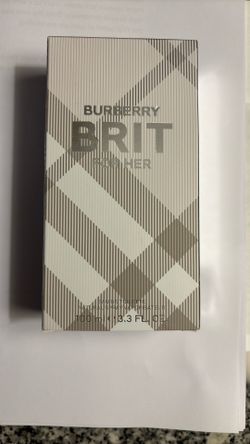 BURBERRY
BRIT
FOR HER
100 ml ℮ 3.3 FL. OZ